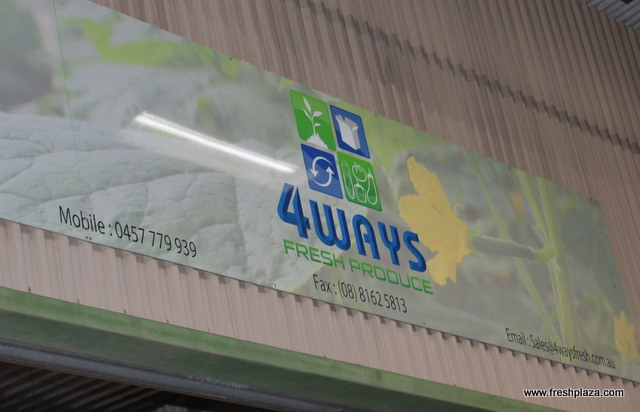 4WAYS
FRESH PRODUCE
Mobile : 0457 779 939
Fax : (08) 8162 5813
Email : Sales@4waysfresh.com.au
www.freshplaza.com